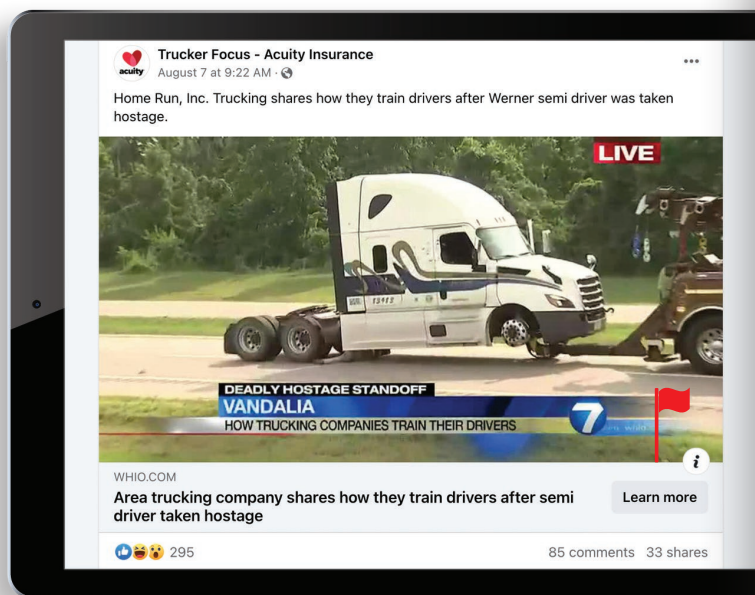 acuity
Trucker Focus - Acuity Insurance
August 7 at 9:22 AM ·
Home Run, Inc. Trucking shares how they train drivers after Werner semi driver was taken
hostage.
LIVE
DEADLY HOSTAGE STANDOFF
VANDALIA
HOW TRUCKING COMPANIES TRAIN THEIR DRIVERS
7
i
WHIO.COM
Area trucking company shares how they train drivers after semi
driver taken hostage
Learn more
295
85 comments 33 shares